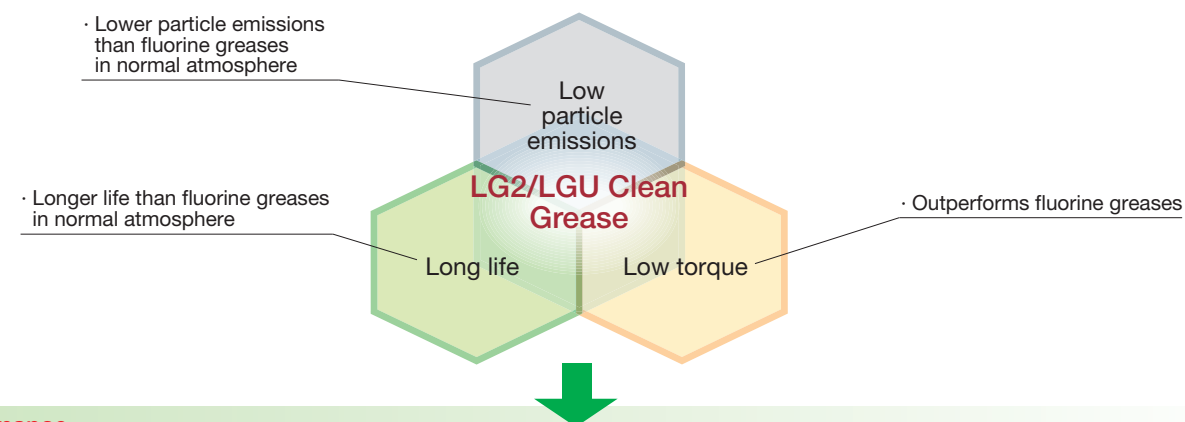 · Lower particle emissions
than fluorine greases
in normal atmosphere
Low
particle
emissions
LG2/LGU Clean
Grease
· Longer life than fluorine greases
in normal atmosphere
· Outperforms fluorine greases
Long life
Low torque